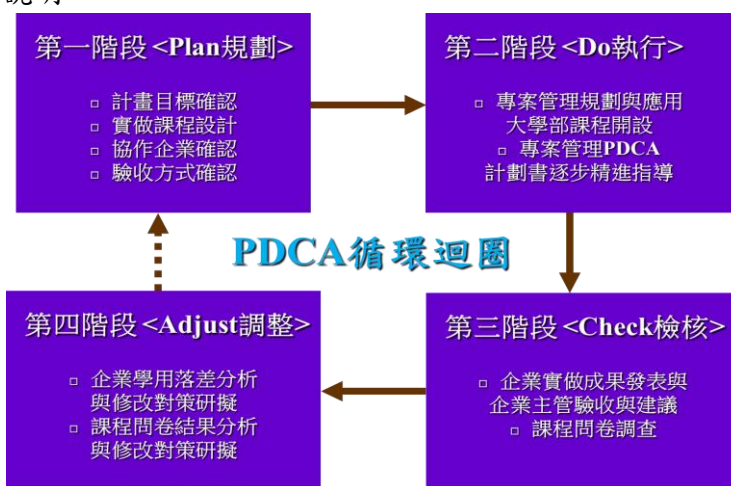 第一階段 <Plan規劃>
▫ 計畫目標確認
▫ 實做課程設計
▫ 協作企業確認
▫ 驗收方式確認
第二階段 <Do執行>
▫ 專案管理規劃與應用
大學部課程開設
▫ 專案管理PDCA
計劃書逐步精進指導
PDCA循環迴圈
第四階段 <Adjust調整>
▫ 企業學用落差分析
與修改對策研擬
▫ 課程問卷結果分析
與修改對策研擬
第三階段 <Check檢核>
▫ 企業實做成果發表與
企業主管驗收與建議
▫ 課程問卷調查